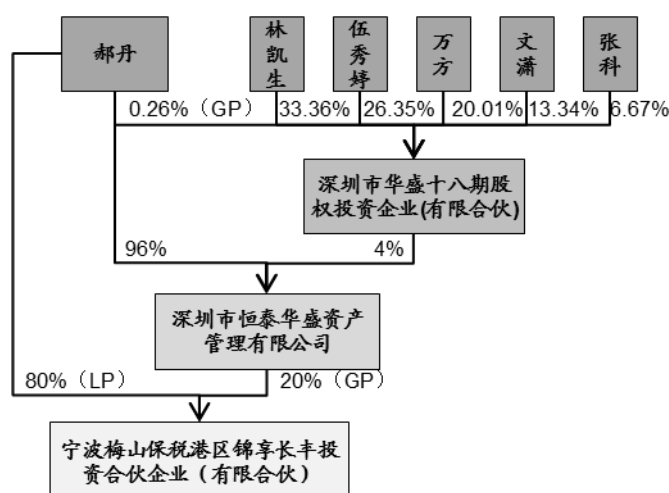 郝丹
林凯生
伍秀婷
万方
文潇
张科
0.26%（GP）
33.36%
26.35%
20.01%
13.34%
6.67%
深圳市华盛十八期股
权投资企业(有限合伙)
96%
4%
深圳市恒泰华盛资产
管理有限公司
80%（LP）
20%（GP）
宁波梅山保税港区锦享长丰投
资合伙企业（有限合伙）